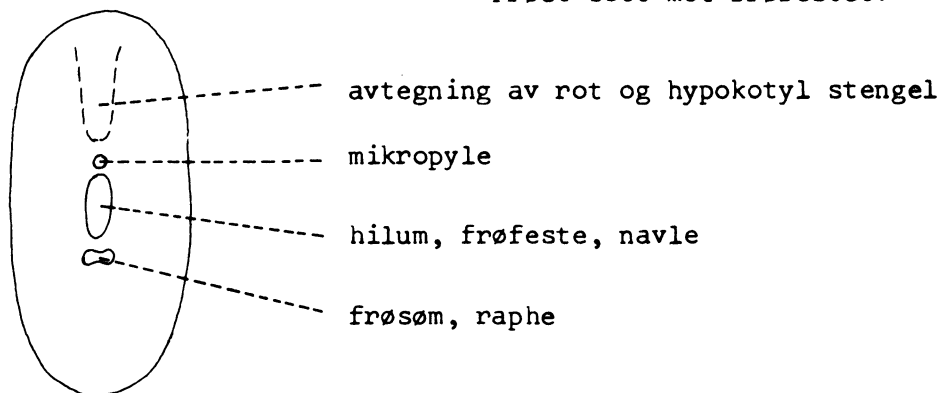 avtegning av rot og hypokotyl stengel
mikropyle
hilum, frøfeste, navle
frøsøm, raphe